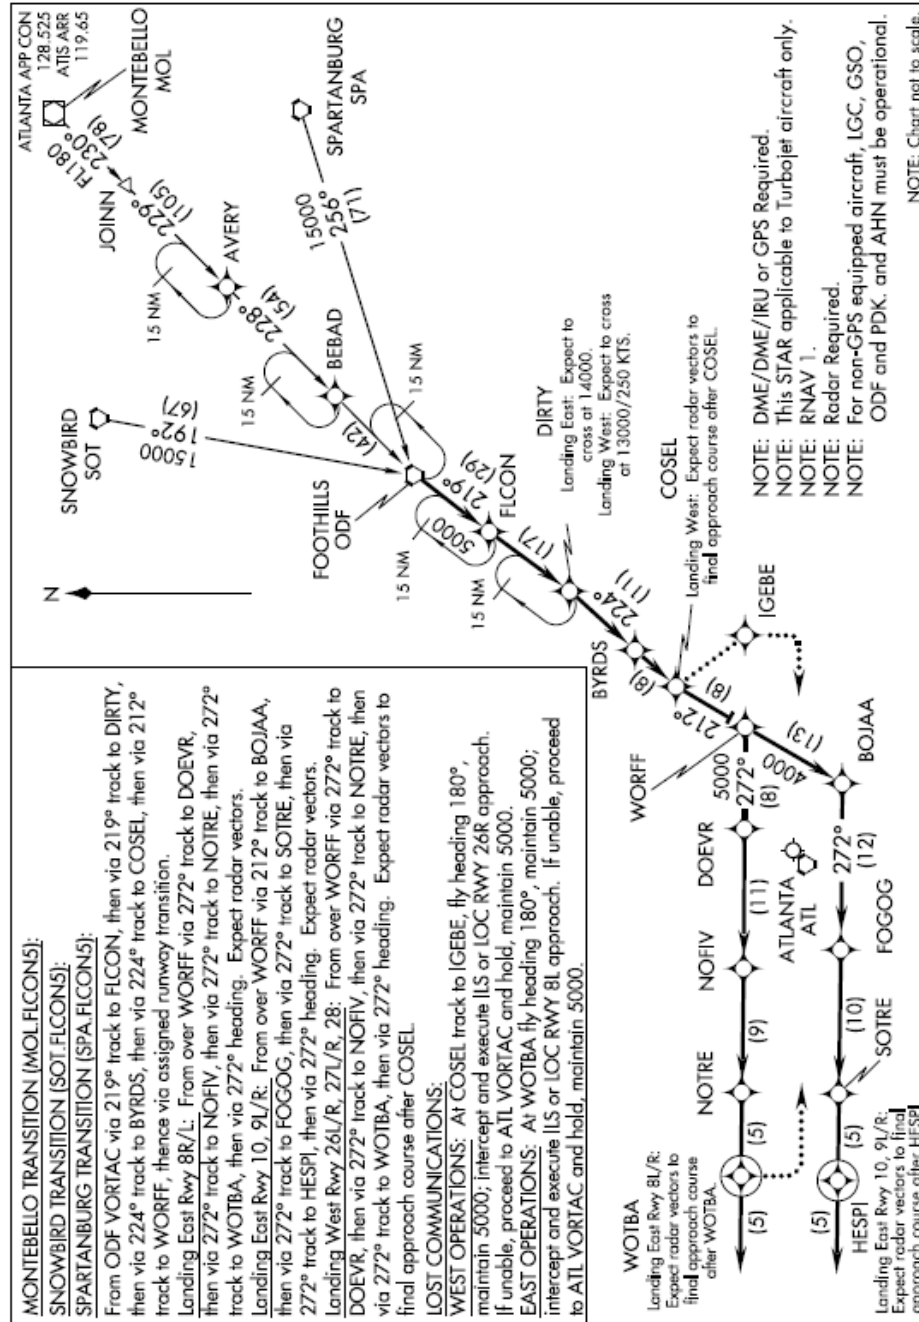 MONTEBELLO TRANSITION (MOL.FLCON5):
SNOWBIRD TRANSITION (SOT.FLCON5):
SPARTANBURG TRANSITION (SPA.FLCON5):
From ODF VORTAC via 219° track to FLCON, then via 219° track to DIRTY,
then via 224° track to BYRDS, then via 224° track to COSEL, then via 212°
track to WORFF, thence via assigned runway transition.
Landing East Rwy 8R/L: From over WORFF via 272° track to DOEVR,
then via 272° track to NOFIV, then via 272° track to NOTRE, then via 272°
track to WOTBA, then via 272° heading. Expect radar vectors.
Landing East Rwy 10, 9L/R: From over WORFF via 212° track to BOJAA,
then via 272° track to FOGOG, then via 272° track to SOTRE, then via
272° track to HESPI, then via 272° heading. Expect radar vectors.
Landing West Rwy 26L/R, 27L/R, 28: From over WORFF via 272° track to
DOEVR, then via 272° track to NOFIV, then via 272° track to NOTRE, then
via 272° track to WOTBA, then via 272° heading. Expect radar vectors to
final approach course after COSEL.
LOST COMMUNICATIONS:
WEST OPERATIONS: At COSEL track to IGEBE, fly heading 180°,
maintain 5000; intercept and execute ILS or LOC RWY 26R approach.
If unable, proceed to ATL VORTAC and hold, maintain 5000.
EAST OPERATIONS: At WOTBA fly heading 180°, maintain 5000;
intercept and execute ILS or LOC RWY 8L approach. If unable, proceed
to ATL VORTAC and hold, maintain 5000.
ATLANTA APP CON
128.525
ATIS ARR
119.65
MONTEBELLO
MOL
FL180
230°
(78)
JOINN
229°
(105)
15 NM
AVERY
228°
(54)
15 NM
BEBAD
(42)
15 NM
SNOWBIRD
SOT
15000
192°
(67)
SPARTANBURG
SPA
15000
256°
(71)
N
FOOTHILLS
ODF
219°
(29)
5000
15 NM
FLCON
(17)
15 NM
DIRTY
Landing East: Expect to
cross at 14000.
Landing West: Expect to cross
at 13000/250 KTS.
224°
(11)
BYRDS
(8)
COSEL
Landing West: Expect radar vectors to
final approach course after COSEL.
212°
(8)
IGEBE
WORFF
4000
(13)
BOJAA
5000
272°
(8)
DOEVR
(11)
NOFIV
(9)
NOTRE
(5)
WOTBA
Landing East Rwy 8L/R:
Expect radar vectors to
final approach course
after WOTBA.
(5)
ATLANTA
ATL
272°
(12)
FOGOG
(10)
SOTRE
(5)
HESPI
(5)
Landing East Rwy 10, 9L/R:
Expect radar vectors to final
approach course after HESPI
NOTE: DME/DME/IRU or GPS Required.
NOTE: This STAR applicable to Turbojet aircraft only.
NOTE: RNAV 1.
NOTE: Radar Required.
NOTE: For non-GPS equipped aircraft, LGC, GSO,
ODF and PDK, and AHN must be operational.
NOTE: Chart not to scale.